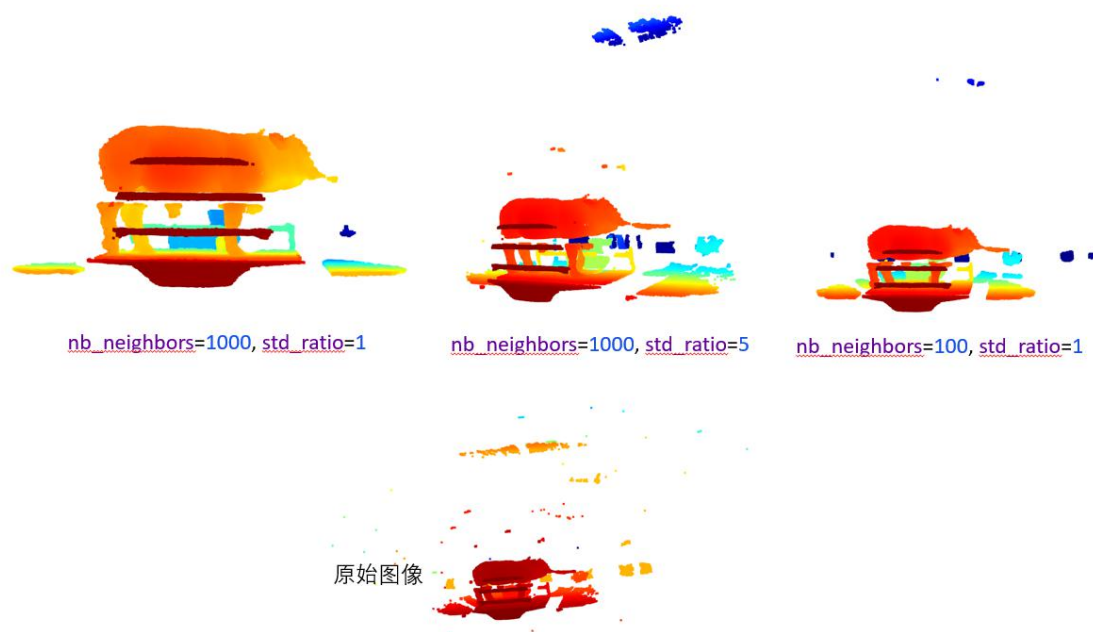 nb_neighbors=1000, std_ratio=1
nb_neighbors=1000, std_ratio=5
nb_neighbors=100, std_ratio=1
原始图像